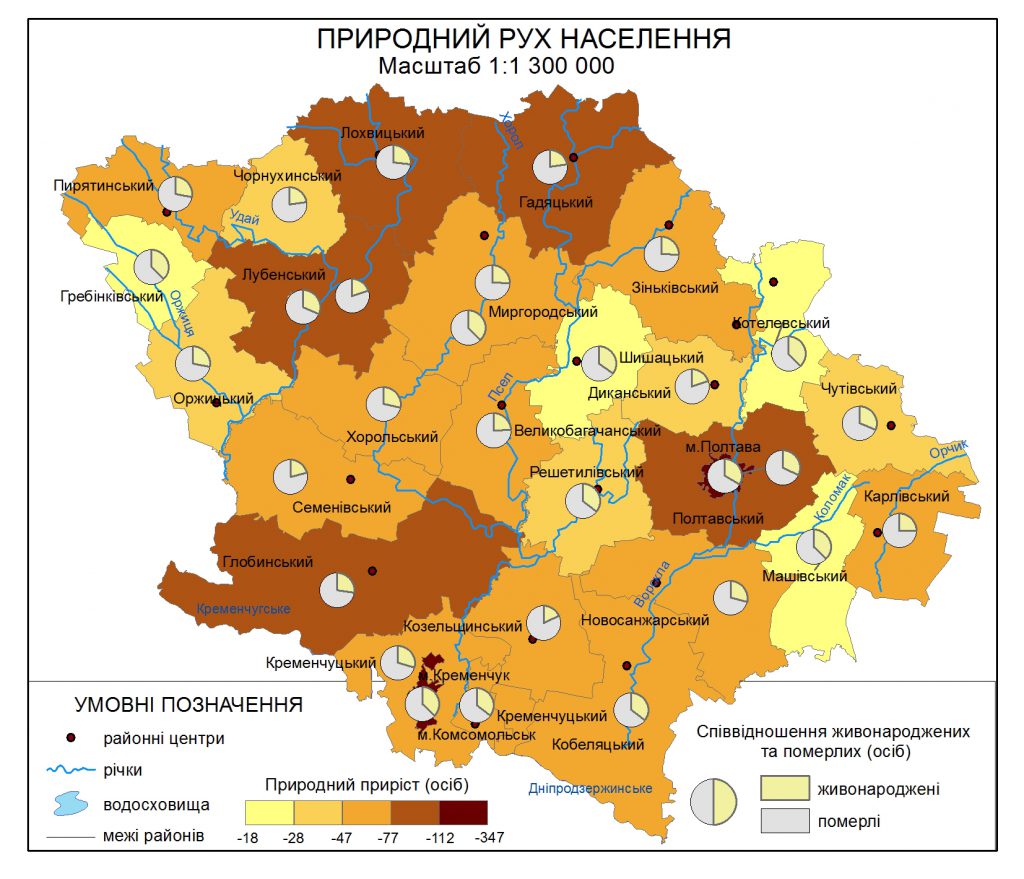 ПРИРОДНИЙ РУХ НАСЕЛЕННЯ
Масштаб 1:1 300 000
Хорол
Лохвицький
Чорнухинський
Пирятинський
Гадяцький
Удай
Лубенський
Зіньківський
Гребінківський
Оржиця
Миргородський
Котелевський
Шишацький
Диканський
Чутівський
Псел
Оржицький
Хорольський
Великобагачанський
м.Полтава
Орчик
Решетилівський
Коломак
Карлівський
Семенівський
Полтавський
Глобинський
Машівський
Ворскла
Кременчугське
Козельщинський
Новосанжарський
Кременчуцький
м.Кременчук
Кременчуцький
м.Комсомольськ
Кобеляцький
Дніпродзержинське
УМОВНІ ПОЗНАЧЕННЯ
районні центри
річки
водосховища
межі районів
Природний приріст (осіб)
-18 -28 -47 -77 -112 -347
Співвідношення живонароджених
та померлих (осіб)
живонароджені
померлі